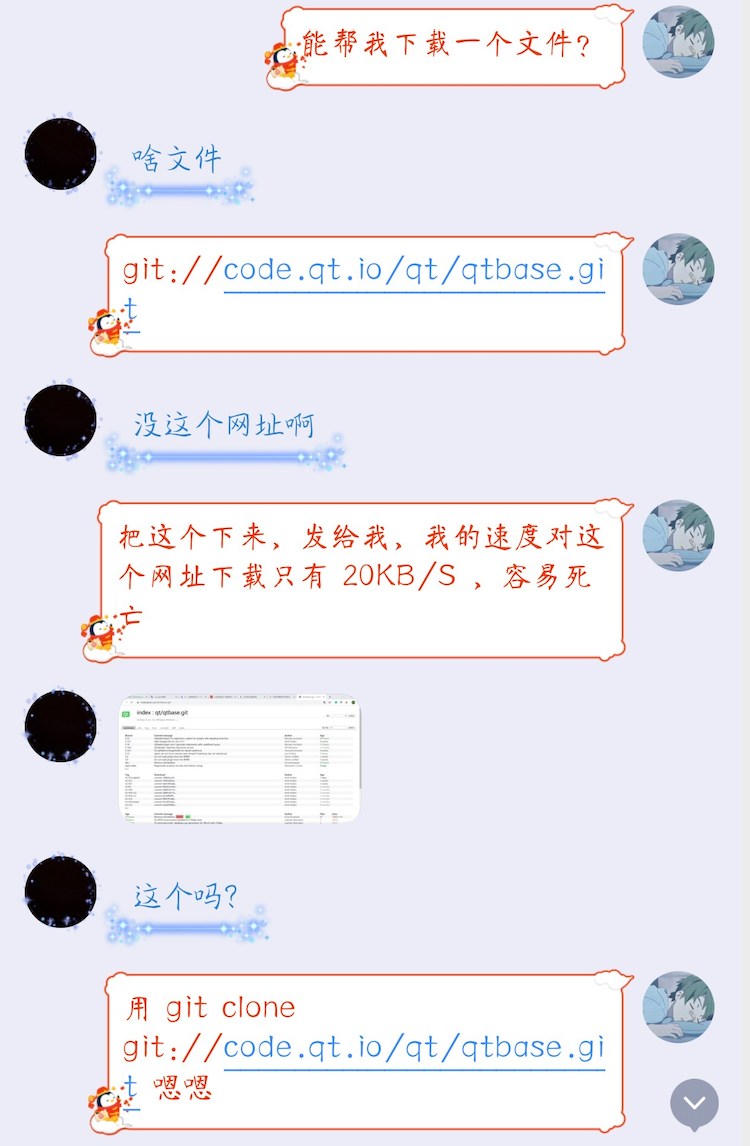 能帮我下载一个文件?
啥文件
git://code.qt.io/qt/qtbase.gi
t
没这个网址啊
把这个下来，发给我，我的速度对这
个网址下载只有 20KB/S ，容易死
亡
index : qt/qtbase.git
这个吗?
用 git clone
git://code.qt.io/qt/qtbase.gi
t 嗯嗯